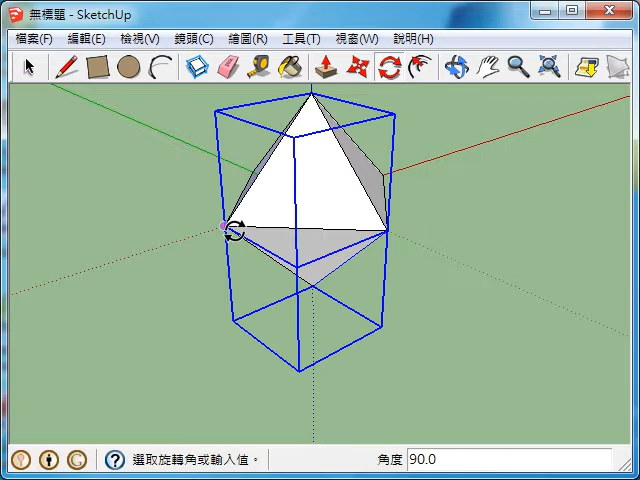 無標題 - SketchUp
檔案(F) 編輯(E) 檢視(V) 鏡頭(C) 繪圖(R) 工具(T) 視窗(W) 說明(H)
選取旋轉角或輸入值。 角度 90.0